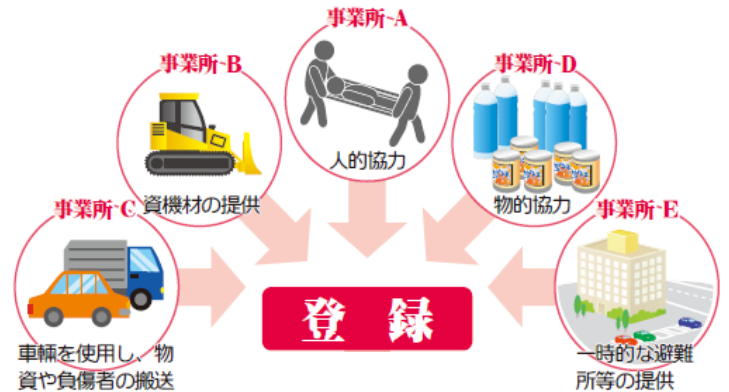 事業所-A
人的協力
事業所-B
資機材の提供
事業所-D
物的協力
事業所-C
車輛を使用し、物
資や負傷者の搬送
事業所-E
一時的な避難
所等の提供
登 録